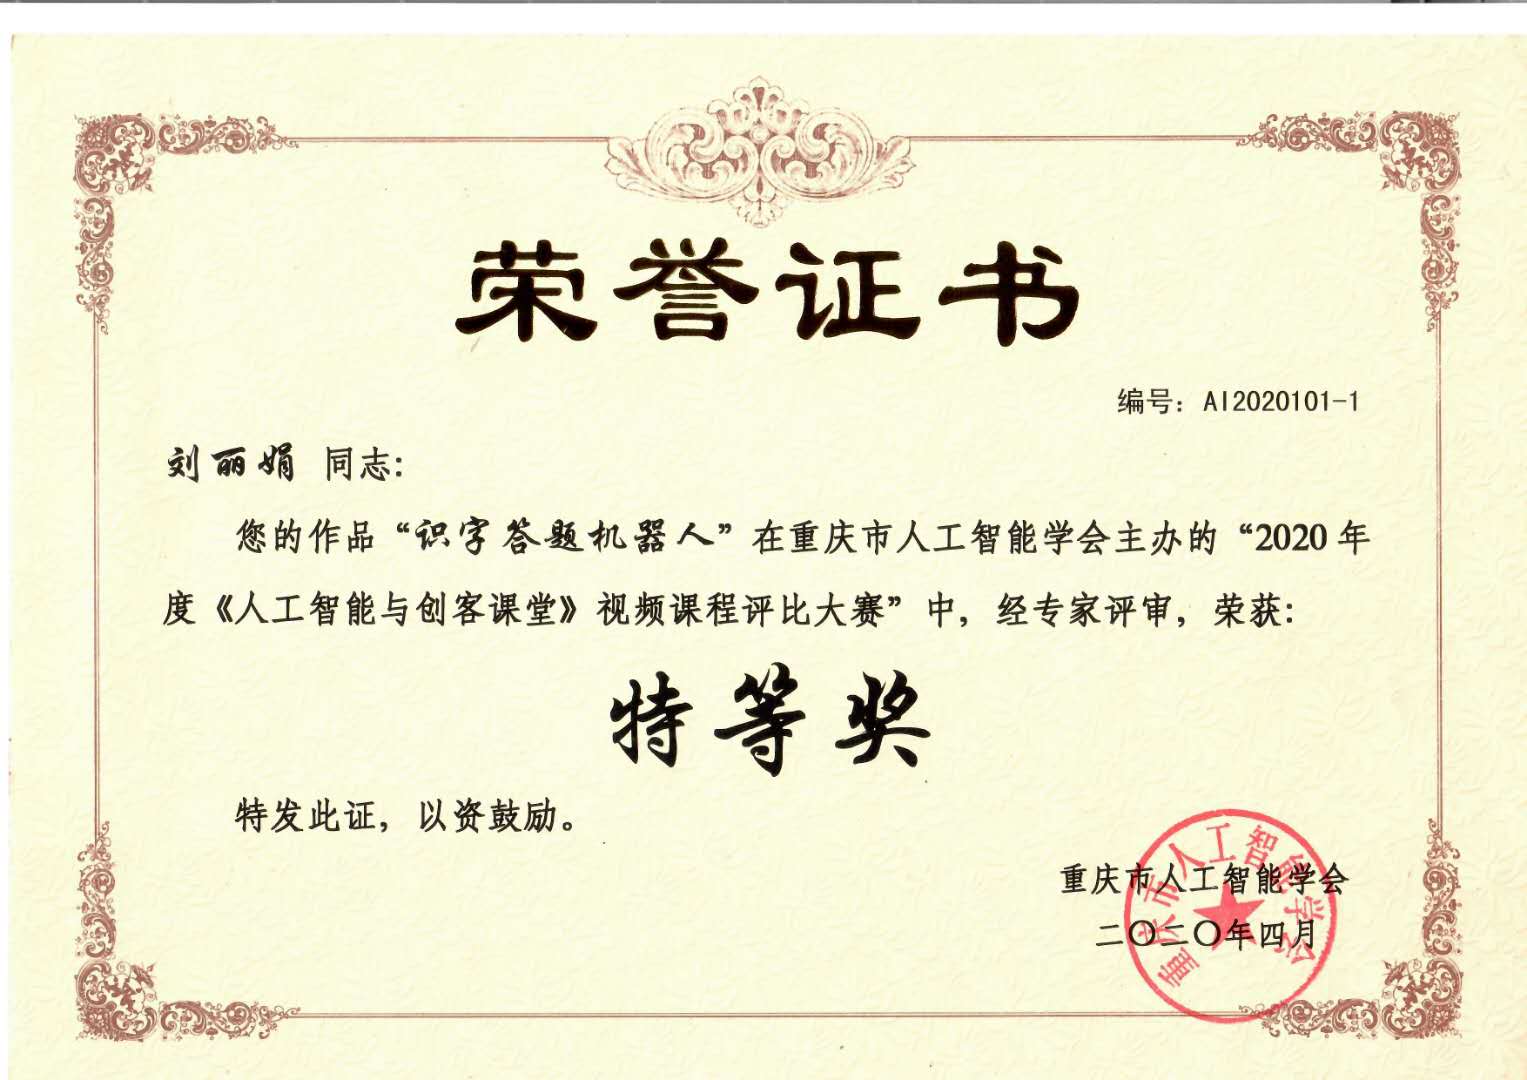 荣誉证书
编号：AI2020101-1
刘丽娟 同志：
您的作品“识字答题机器人”在重庆市人工智能学会主办的“2020年
度《人工智能与创客课堂》视频课程评比大赛”中，经专家评审，荣获：
特等奖
特发此证，以资鼓励。
重庆市人工智能学会
二〇二〇年四月
重庆市人工智能学会